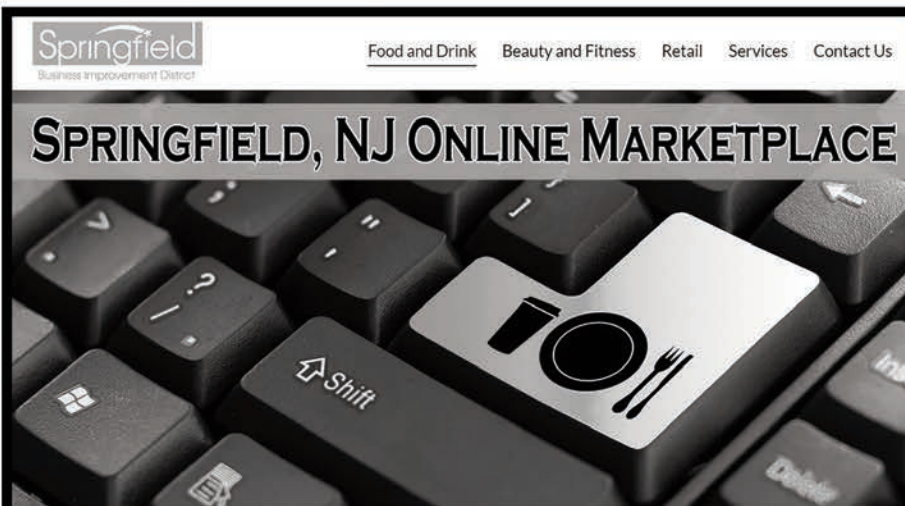 Springfield
Business Improvement District
Food and Drink Beauty and Fitness Retail Services Contact Us
SPRINGFIELD, NJ ONLINE MARKETPLACE
>
.
:
;
"
'
}
]
?
/
Shift
Delete